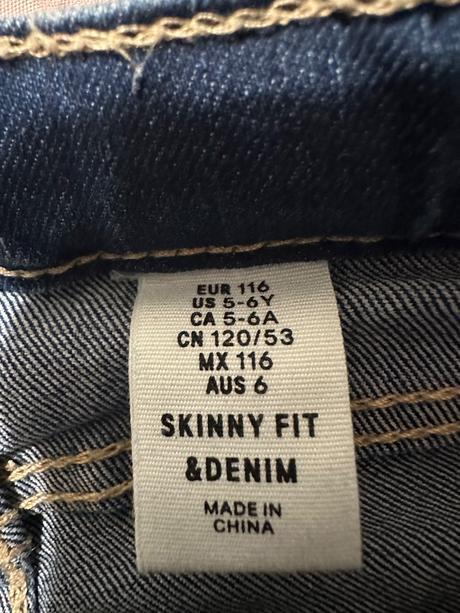 EUR 116
US 5-6Y
CA 5-6A
CN 120/53
MX 116
AUS 6
SKINNY FIT
&DENIM
MADE IN
CHINA